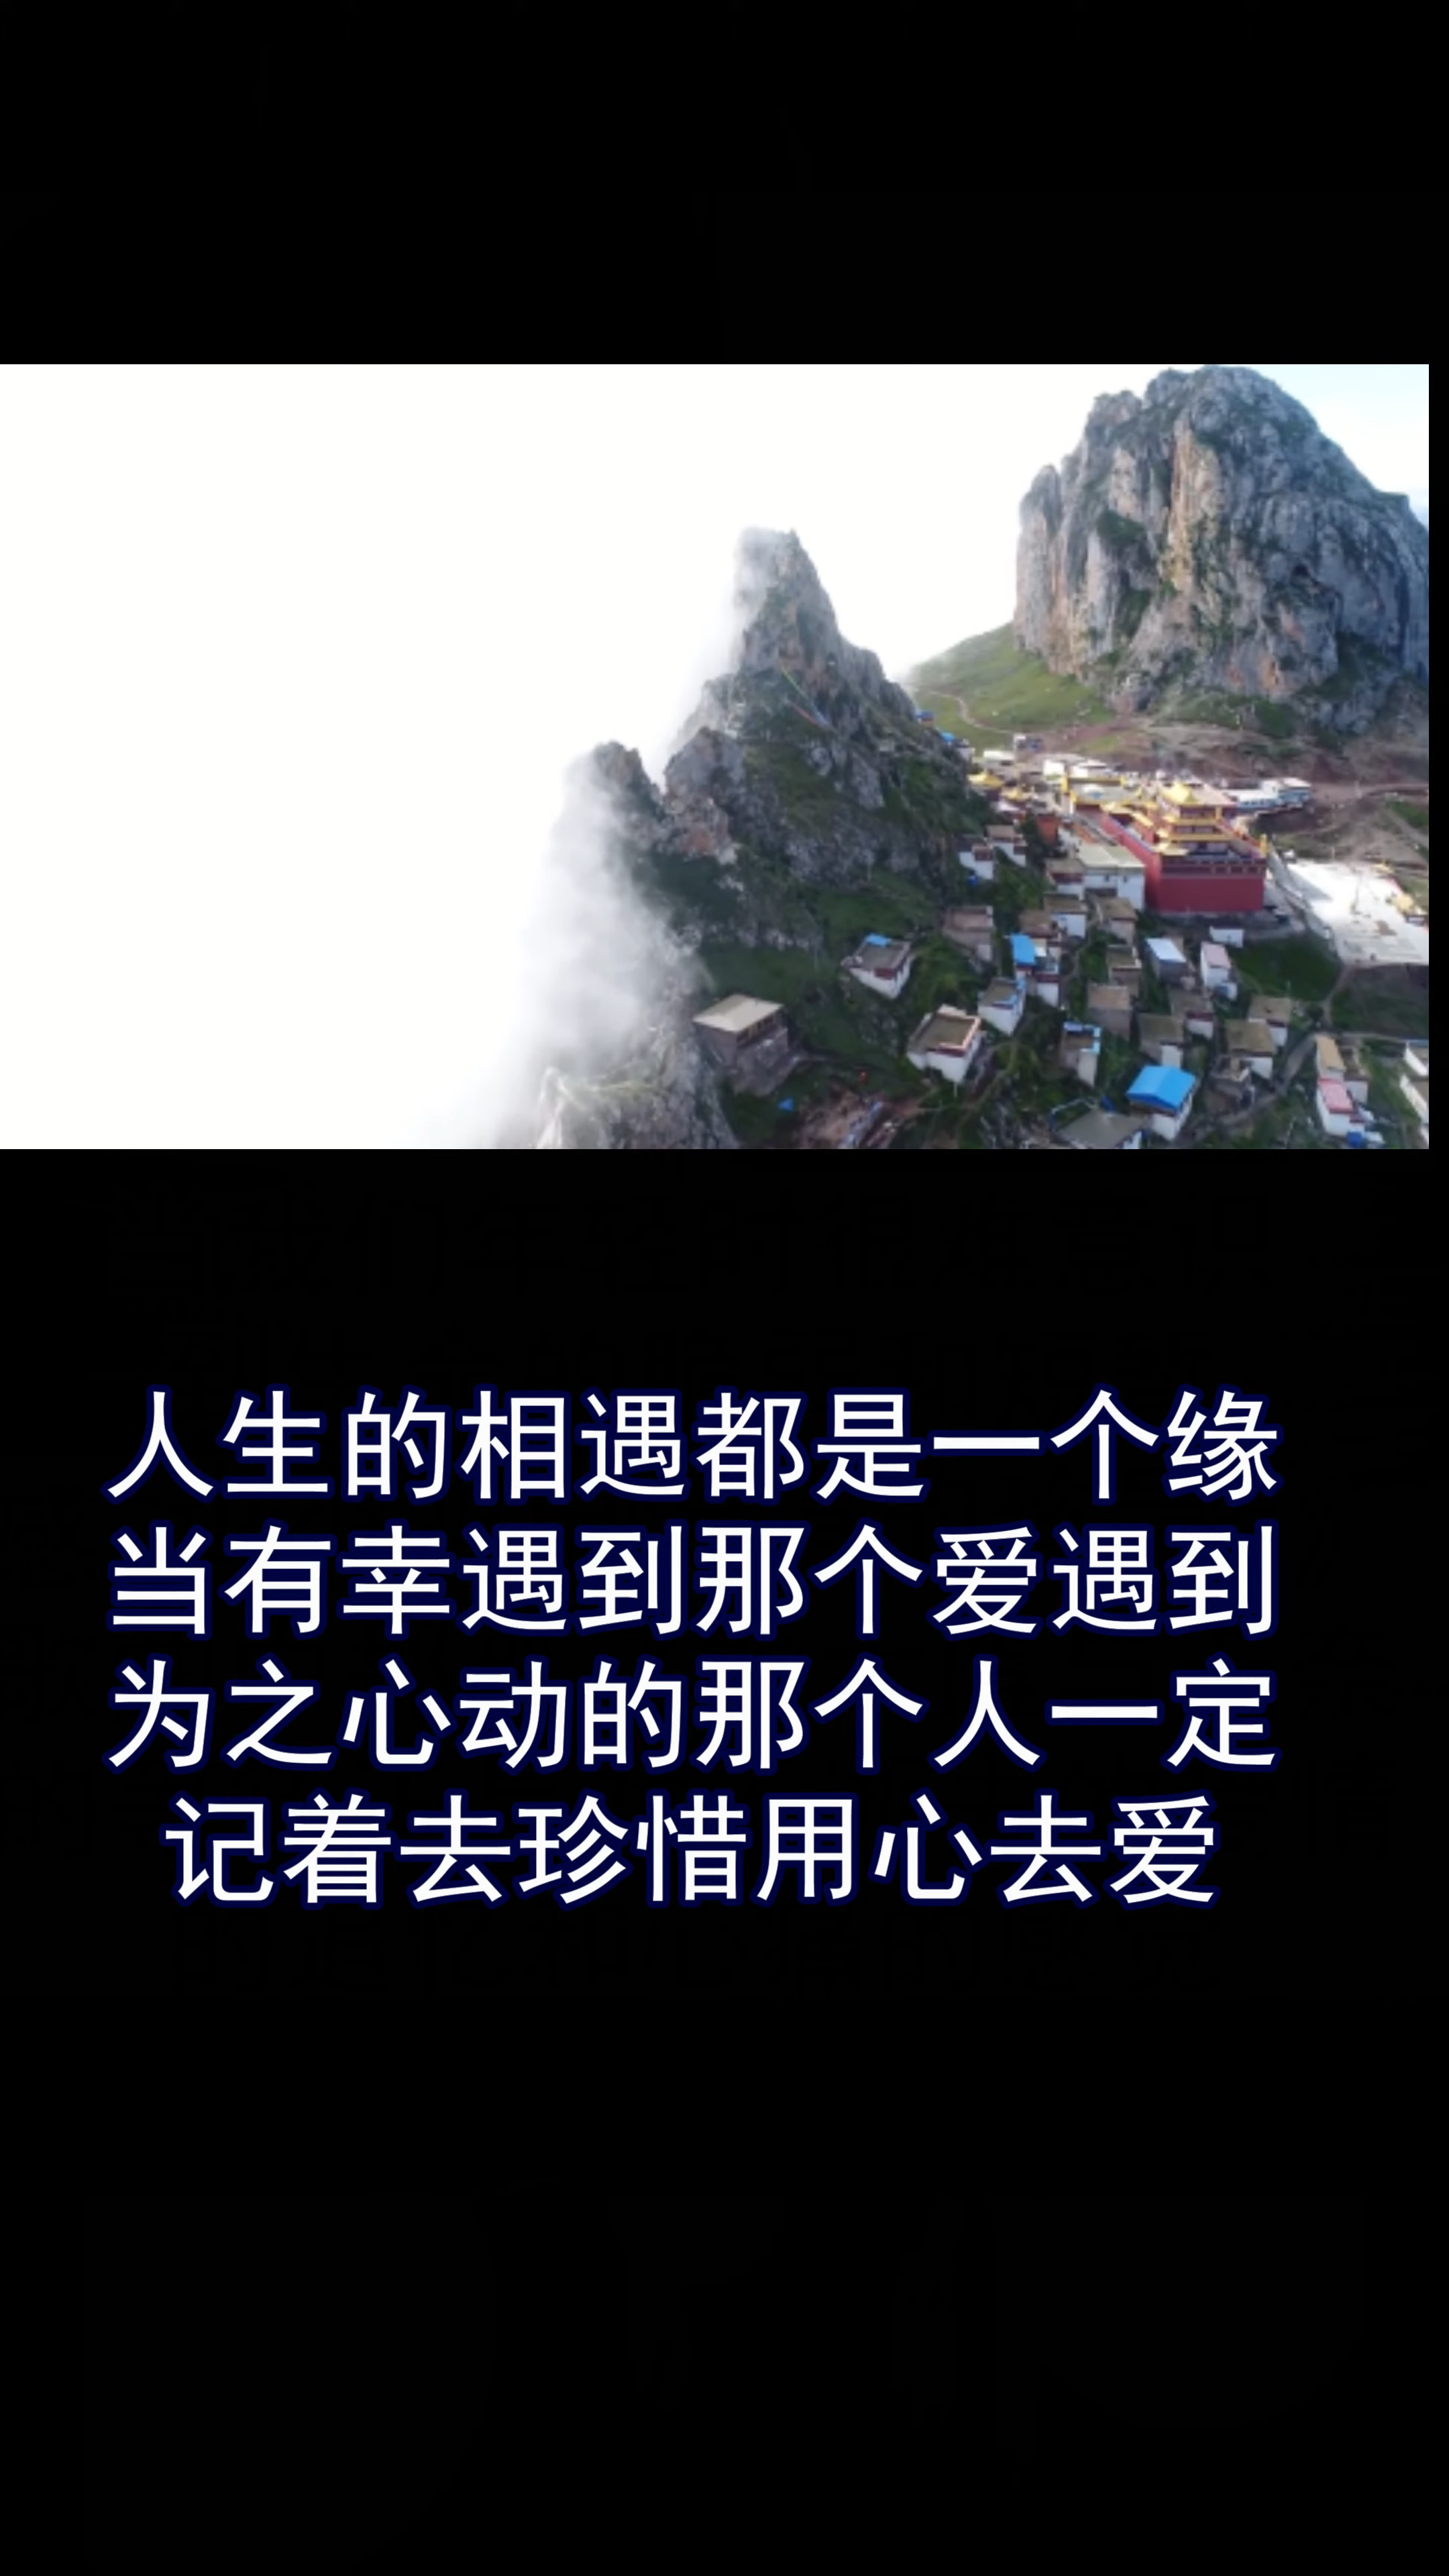 人生的相遇都是一个缘
当有幸遇到那个爱遇到
为之心动的那个人一定
记着去珍惜用心去爱